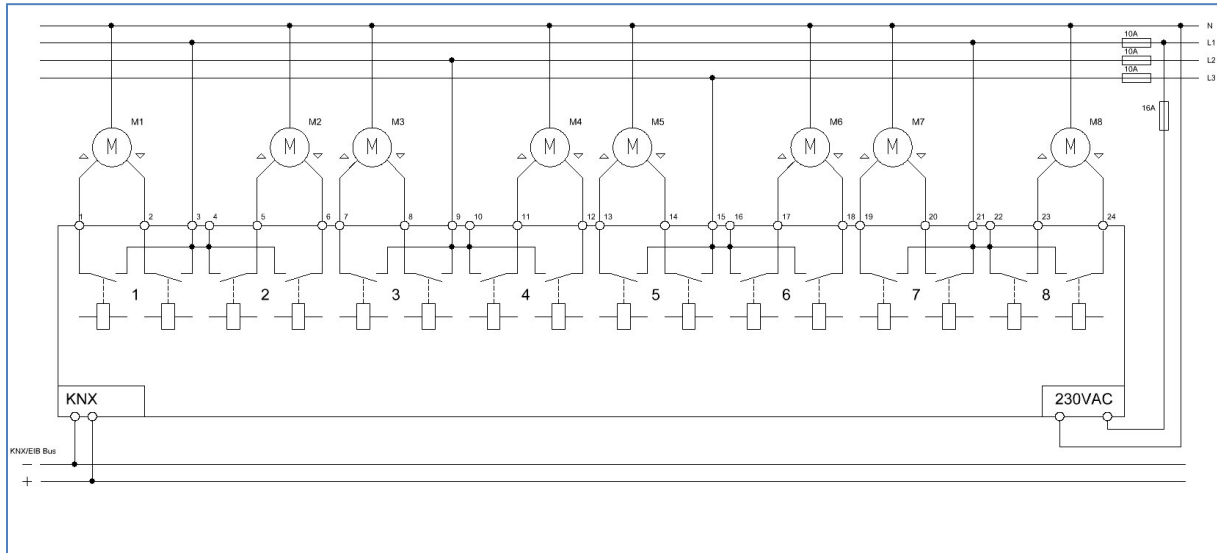 N
10A
L1
10A
L2
10A
L3
16A
M1 M2 M3 M4 M5 M6 M7 M8
M M M M M M M M
1 2 3 4 5 6 7 8 9 10 11 12 13 14 15 16 17 18 19 20 21 22 23 24
1 2 3 4 5 6 7 8
KNX 230VAC
KNX/EIB Bus
−
+